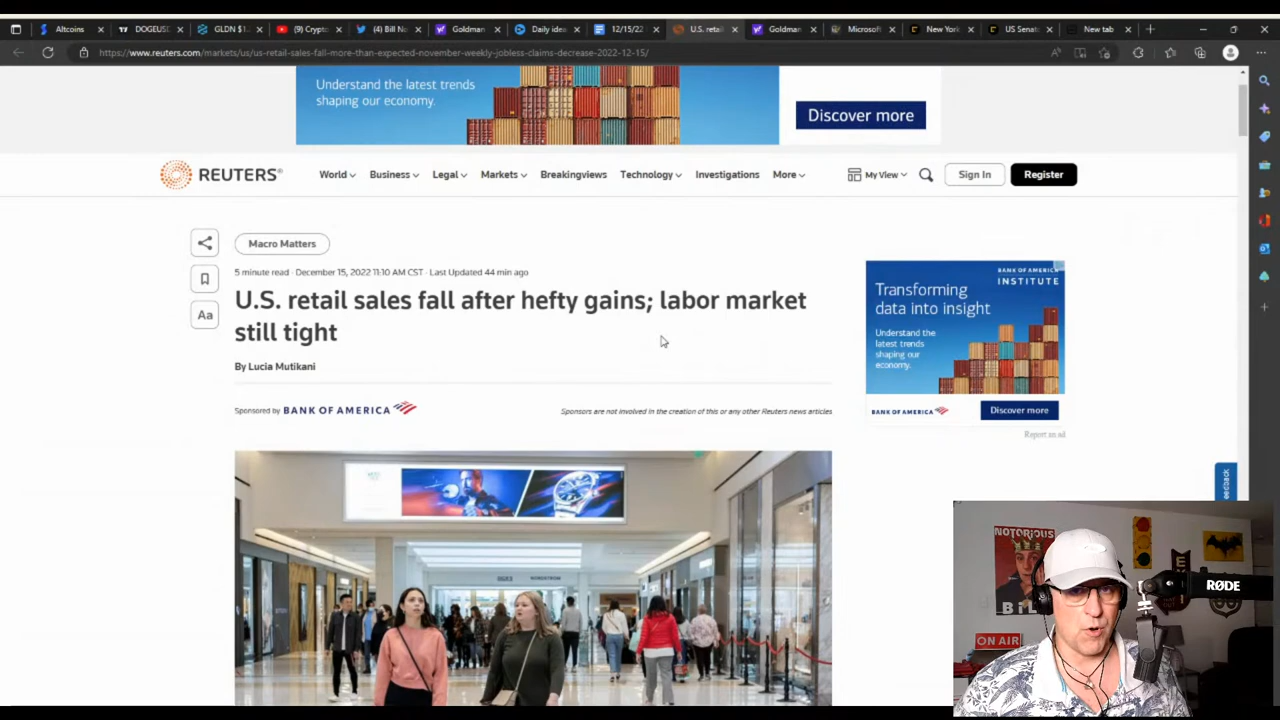 Altcoins
DOGEUSD
GLDN $1.
(9) Crypto
(4) Bill No
Goldman
Daily idea
12/15/22
U.S. retail
Goldman
Microsoft
New York
US Senat
New tab
https://www.reuters.com/markets/us/us-retail-sales-fall-more-than-expected-november-weekly-jobless-claims-decrease-2022-12-15/
Understand the latest trends
shaping our economy.
Discover more
REUTERS®
World
Business
Legal
Markets
Breakingviews
Technology
Investigations
More
My View
Sign In
Register
Macro Matters
5 minute read · December 15, 2022 11:10 AM CST · Last Updated 44 min ago
Aa
U.S. retail sales fall after hefty gains; labor market
still tight
By Lucia Mutikani
Sponsored by BANK OF AMERICA
Sponsors are not involved in the creation of this or any other Reuters news articles
BANK OF AMERICA
INSTITUTE
Transforming
data into insight
Understand the
latest trends
shaping our
economy.
BANK OF AMERICA
Discover more
Report an ad
NORDSTROM
NOTORIOUS
RØDE
ON AIR